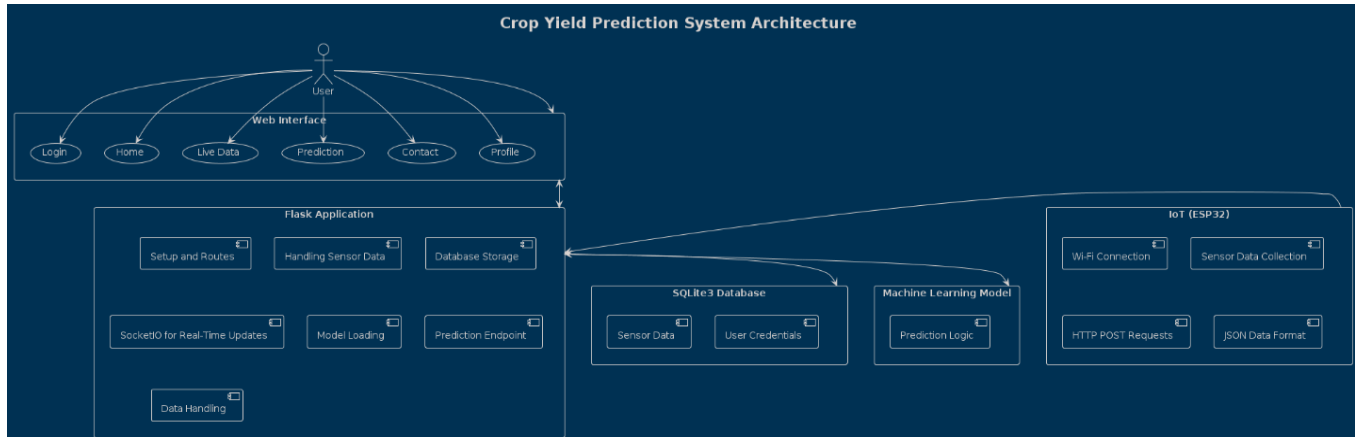 Crop Yield Prediction System Architecture
User
Web Interface
Login
Home
Live Data
Prediction
Contact
Profile
Flask Application
Setup and Routes
Handling Sensor Data
Database Storage
SocketIO for Real-Time Updates
Model Loading
Prediction Endpoint
Data Handling
SQLite3 Database
Sensor Data
User Credentials
Machine Learning Model
Prediction Logic
IoT (ESP32)
Wi-Fi Connection
Sensor Data Collection
HTTP POST Requests
JSON Data Format